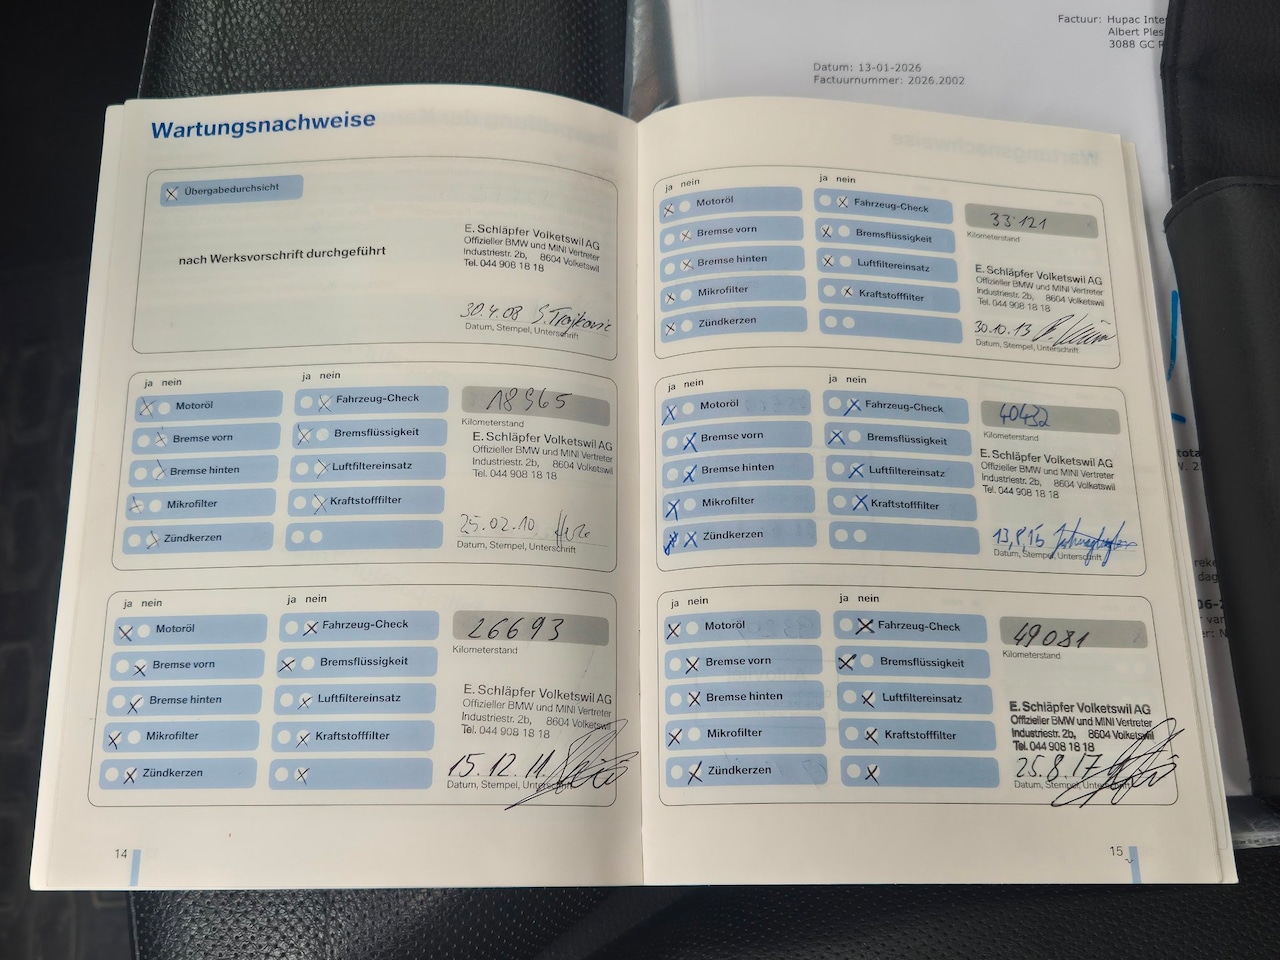 Factuur: Hupac Inte
Albert Ples
3088 GC R
Datum: 13-01-2026
Factuurnummer: 2026.2002
Wartungsnachweise
Übergabedurchsicht
nach Werksvorschrift durchgeführt
E. Schläpfer Volketswil AG
Offizieller BMW und MINI Vertreter
Industriestr. 2b, 8604 Volketswil
Tel. 044 908 18 18
30.4.08 S. Trajkovic
Datum, Stempel, Unterschrift
ja nein
ja nein
Motoröl
Fahrzeug-Check
18965
Kilometerstand
Bremse vorn
Bremsflüssigkeit
Bremse hinten
Luftfiltereinsatz
Mikrofilter
Kraftstofffilter
Zündkerzen
E. Schläpfer Volketswil AG
Offizieller BMW und MINI Vertreter
Industriestr. 2b, 8604 Volketswil
Tel. 044 908 18 18
25.02.10
Datum, Stempel, Unterschrift
ja nein
ja nein
Motoröl
Fahrzeug-Check
26693
Kilometerstand
Bremse vorn
Bremsflüssigkeit
Bremse hinten
Luftfiltereinsatz
Mikrofilter
Kraftstofffilter
Zündkerzen
E. Schläpfer Volketswil AG
Offizieller BMW und MINI Vertreter
Industriestr. 2b, 8604 Volketswil
Tel. 044 908 18 18
15.12.11
Datum, Stempel, Unterschrift
14
ja nein
ja nein
Motoröl
Fahrzeug-Check
33'121
Kilometerstand
Bremse vorn
Bremsflüssigkeit
Bremse hinten
Luftfiltereinsatz
Mikrofilter
Kraftstofffilter
Zündkerzen
E. Schläpfer Volketswil AG
Offizieller BMW und MINI Vertreter
Industriestr. 2b, 8604 Volketswil
Tel. 044 908 18 18
30.10.13
Datum, Stempel, Unterschrift
ja nein
ja nein
Motoröl
Fahrzeug-Check
40432
Kilometerstand
Bremse vorn
Bremsflüssigkeit
Bremse hinten
Luftfiltereinsatz
Mikrofilter
Kraftstofffilter
Zündkerzen
E. Schläpfer Volketswil AG
Offizieller BMW und MINI Vertreter
Industriestr. 2b, 8604 Volketswil
Tel. 044 908 18 18
13.8.15
Datum, Stempel, Unterschrift
ja nein
ja nein
Motoröl
Fahrzeug-Check
49081
Kilometerstand
Bremse vorn
Bremsflüssigkeit
Bremse hinten
Luftfiltereinsatz
Mikrofilter
Kraftstofffilter
Zündkerzen
E. Schläpfer Volketswil AG
Offizieller BMW und MINI Vertreter
Industriestr. 2b, 8604 Volketswil
Tel. 044 908 18 18
25.8.17
Datum, Stempel, Unterschrift
15